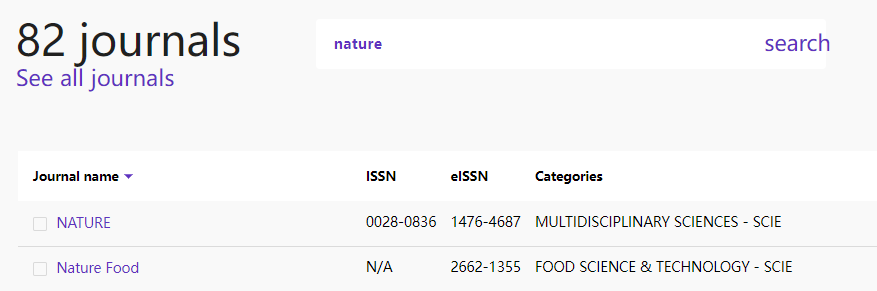 82 journals
nature search
See all journals
Journal name ISSN eISSN Categories
NATURE 0028-0836 1476-4687 MULTIDISCIPLINARY SCIENCES - SCIE
Nature Food N/A 2662-1355 FOOD SCIENCE & TECHNOLOGY - SCIE